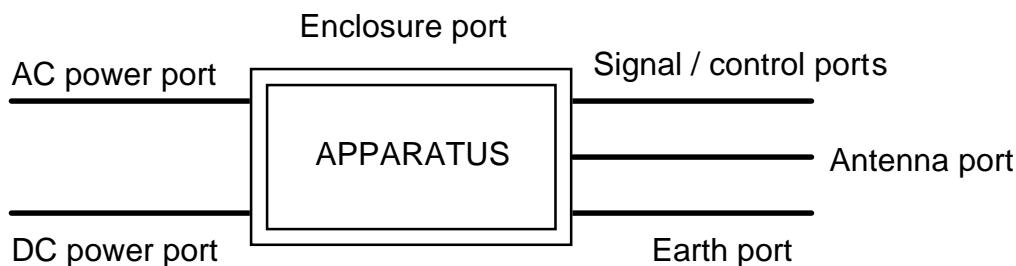 Enclosure port
AC power port
Signal / control ports
APPARATUS
Antenna port
DC power port
Earth port